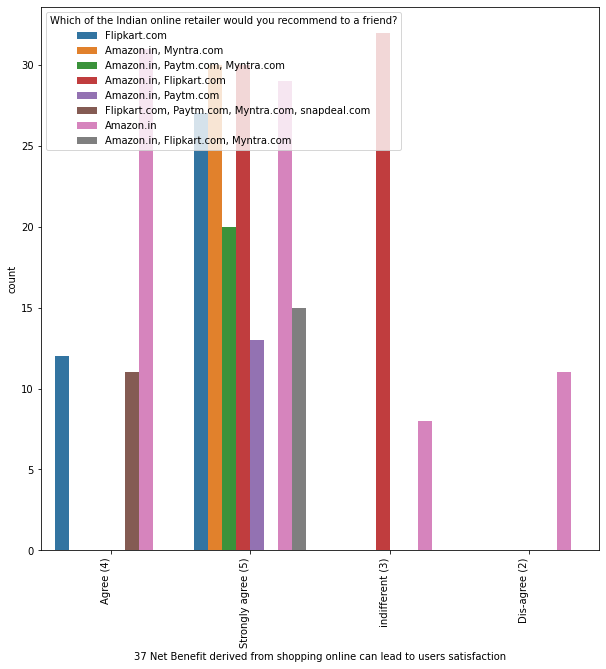 Which of the Indian online retailer would you recommend to a friend?
Flipkart.com
Amazon.in, Myntra.com
Amazon.in, Paytm.com, Myntra.com
Amazon.in, Flipkart.com
Amazon.in, Paytm.com
Flipkart.com, Paytm.com, Myntra.com, snapdeal.com
Amazon.in
Amazon.in, Flipkart.com, Myntra.com
30
25
20
15
10
5
0
count
Agree (4)
Strongly agree (5)
indifferent (3)
Dis-agree (2)
37 Net Benefit derived from shopping online can lead to users satisfaction